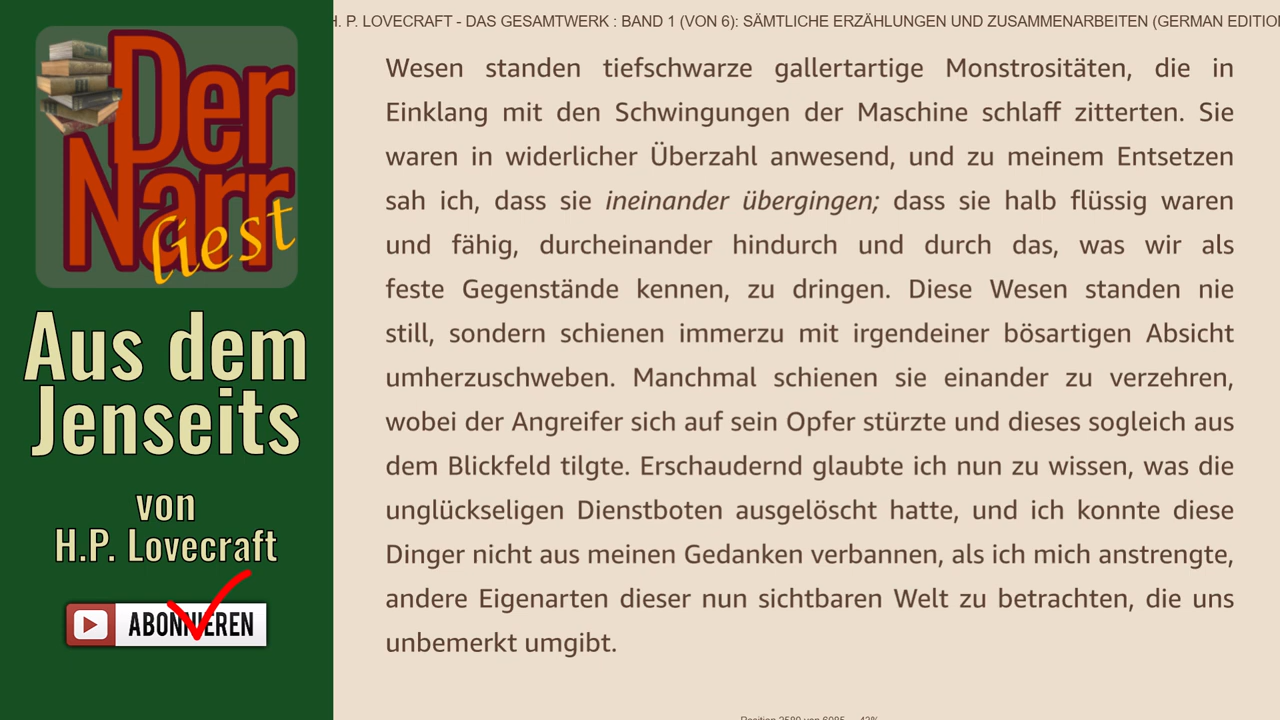 Der
Narr
liest
Aus dem
Jenseits
von
H.P. Lovecraft
ABONNIEREN
H. P. LOVECRAFT - DAS GESAMTWERK : BAND 1 (VON 6): SÄMTLICHE ERZÄHLUNGEN UND ZUSAMMENARBEITEN (GERMAN EDITION
Wesen standen tiefschwarze gallertartige Monstrositäten, die in
Einklang mit den Schwingungen der Maschine schlaff zitterten. Sie
waren in widerlicher Überzahl anwesend, und zu meinem Entsetzen
sah ich, dass sie ineinander übergingen; dass sie halb flüssig waren
und fähig, durcheinander hindurch und durch das, was wir als
feste Gegenstände kennen, zu dringen. Diese Wesen standen nie
still, sondern schienen immerzu mit irgendeiner bösartigen Absicht
umherzuschweben. Manchmal schienen sie einander zu verzehren,
wobei der Angreifer sich auf sein Opfer stürzte und dieses sogleich aus
dem Blickfeld tilgte. Erschaudernd glaubte ich nun zu wissen, was die
unglückseligen Dienstboten ausgelöscht hatte, und ich konnte diese
Dinger nicht aus meinen Gedanken verbannen, als ich mich anstrengte,
andere Eigenarten dieser nun sichtbaren Welt zu betrachten, die uns
unbemerkt umgibt.